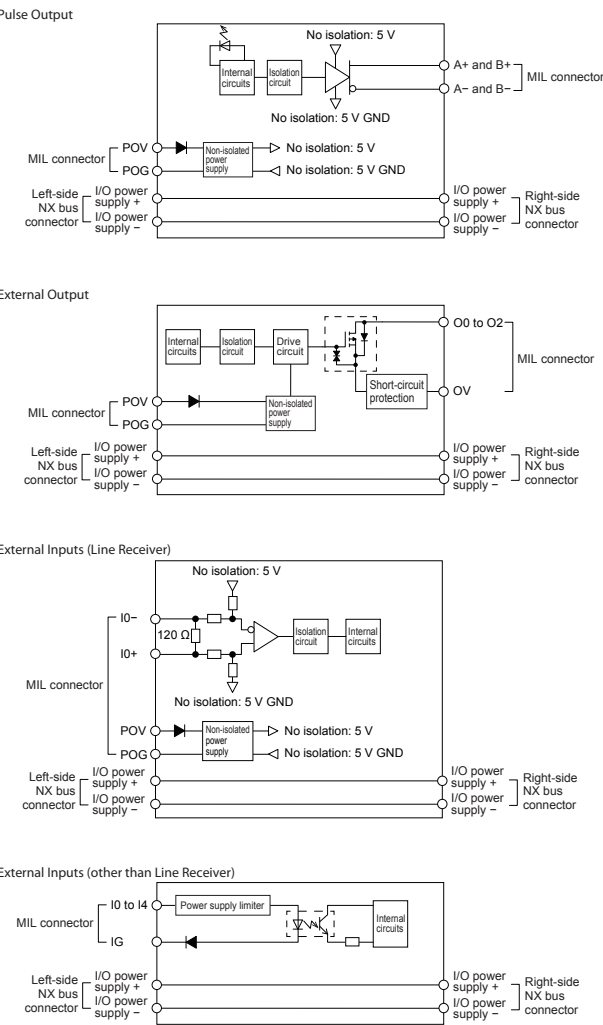 Pulse Output
No isolation: 5 V
Internal
circuits
Isolation
circuit
A+ and B+
A− and B−
MIL connector
No isolation: 5 V GND
MIL connector
POV
POG
Non-isolated
power
supply
No isolation: 5 V
No isolation: 5 V GND
Left-side
NX bus
connector
I/O power
supply +
I/O power
supply −
I/O power
supply +
I/O power
supply −
Right-side
NX bus
connector
External Output
Internal
circuits
Isolation
circuit
Drive
circuit
O0 to O2
Short-circuit
protection
OV
MIL connector
MIL connector
POV
POG
Non-isolated
power
supply
Left-side
NX bus
connector
I/O power
supply +
I/O power
supply −
I/O power
supply +
I/O power
supply −
Right-side
NX bus
connector
External Inputs (Line Receiver)
No isolation: 5 V
I0−
120 Ω
I0+
Isolation
circuit
Internal
circuits
MIL connector
No isolation: 5 V GND
POV
POG
Non-isolated
power
supply
No isolation: 5 V
No isolation: 5 V GND
Left-side
NX bus
connector
I/O power
supply +
I/O power
supply −
I/O power
supply +
I/O power
supply −
Right-side
NX bus
connector
External Inputs (other than Line Receiver)
MIL connector
I0 to I4
IG
Power supply limiter
Internal
circuits
Left-side
NX bus
connector
I/O power
supply +
I/O power
supply −
I/O power
supply +
I/O power
supply −
Right-side
NX bus
connector